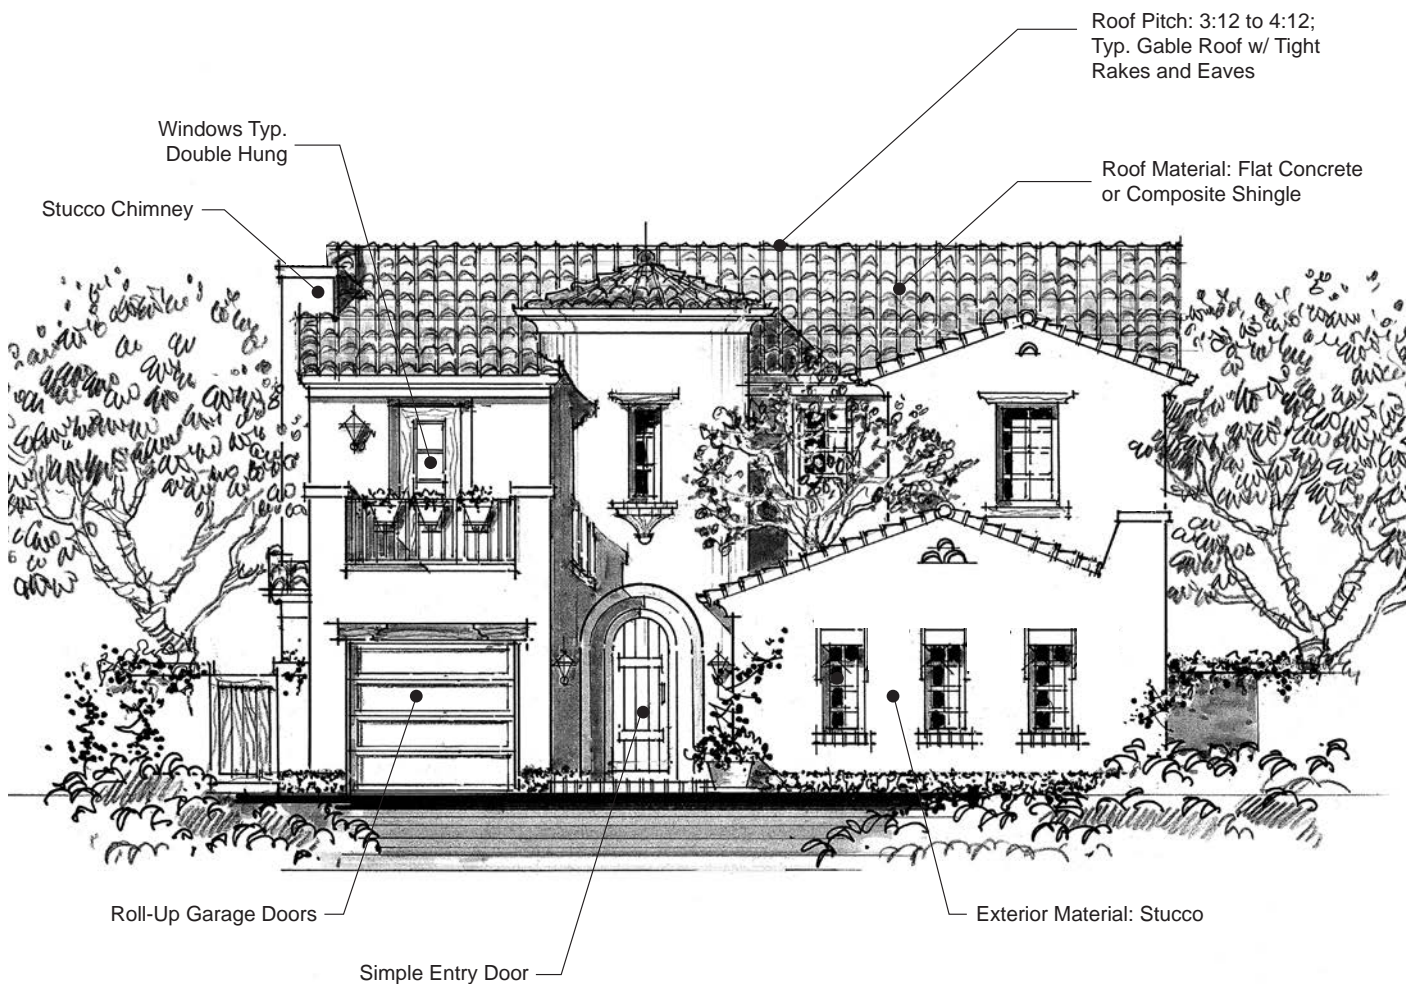 Roof Pitch: 3:12 to 4:12;
Typ. Gable Roof w/ Tight
Rakes and Eaves
Windows Typ.
Double Hung
Roof Material: Flat Concrete
or Composite Shingle
Stucco Chimney
Roll-Up Garage Doors
Exterior Material: Stucco
Simple Entry Door